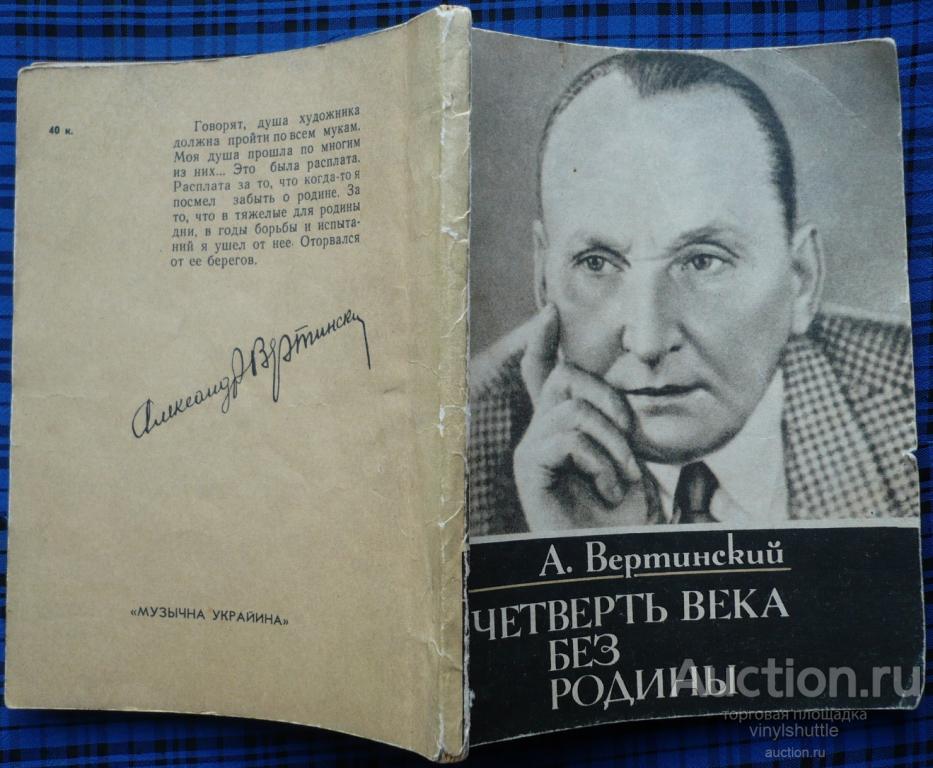 40 к.
Говорят, душа художника
должна пройти по всем мукам.
Моя душа прошла по многим
из них... Это была расплата.
Расплата за то, что когда-то я
посмел забыть о родине. За
то, что в тяжелые для родины
дни, в годы борьбы и испыта-
ний я ушел от нее. Оторвался
от ее берегов.
Александр Вертинский
«МУЗЫЧНА УКРАЙИНА»
А. Вертинский
ЧЕТВЕРТЬ ВЕКА
БЕЗ
РОДИНЫ
Auction.ru
торговая площадка
vinylshuttle
auction.ru